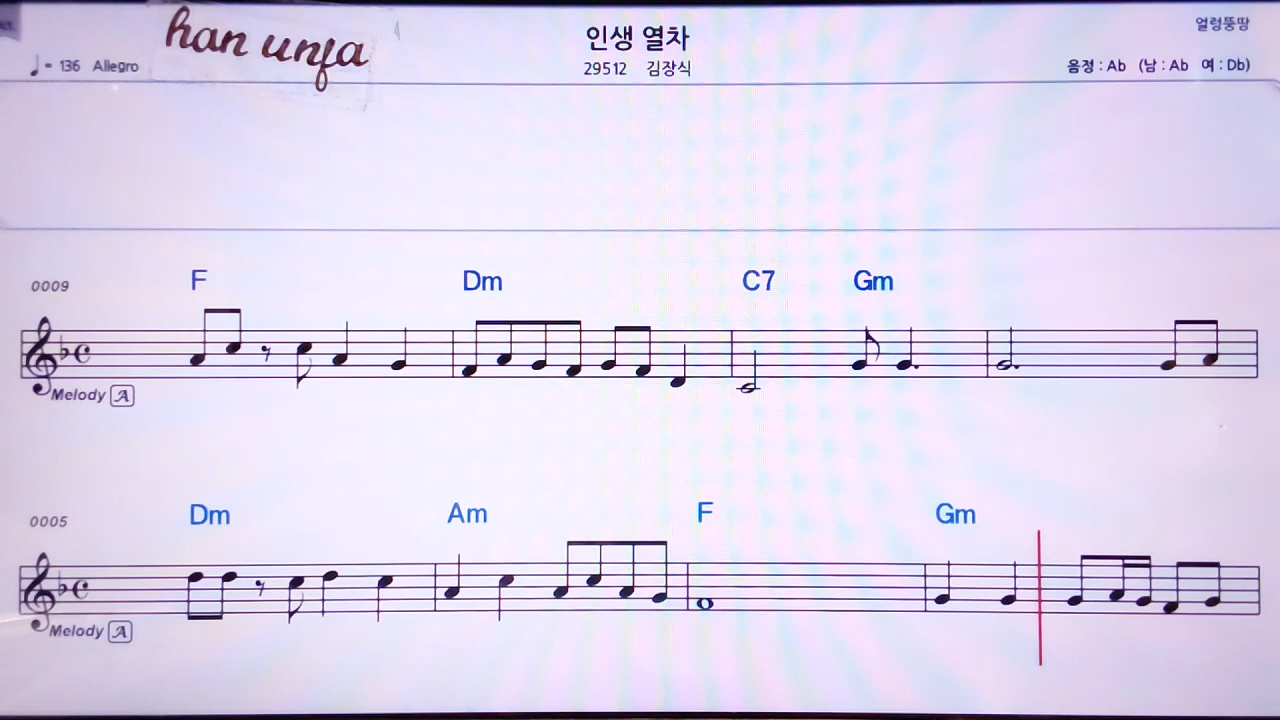 han unfa
인생 열차
얼렁뚱땅
♩= 136 Allegro
29512 김장식
음정 : Ab (남 : Ab 여 : Db)
F Dm C7 Gm
0009
Melody A
Dm Am F Gm
0005
Melody A